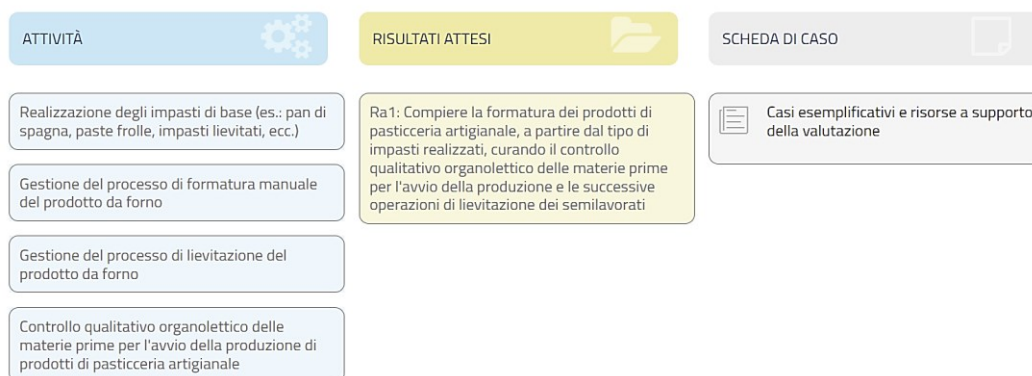 ATTIVITÀ
RISULTATI ATTESI
SCHEDA DI CASO
Realizzazione degli impasti di base (es.: pan di
spagna, paste frolle, impasti lievitati, ecc.)
Gestione del processo di formatura manuale
del prodotto da forno
Gestione del processo di lievitazione del
prodotto da forno
Controllo qualitativo organolettico delle
materie prime per l'avvio della produzione di
prodotti di pasticceria artigianale
Ra1: Compiere la formatura dei prodotti di
pasticceria artigianale, a partire dal tipo di
impasti realizzati, curando il controllo
qualitativo organolettico delle materie prime
per l'avvio della produzione e le successive
operazioni di lievitazione dei semilavorati
Casi esemplificativi e risorse a supporto
della valutazione